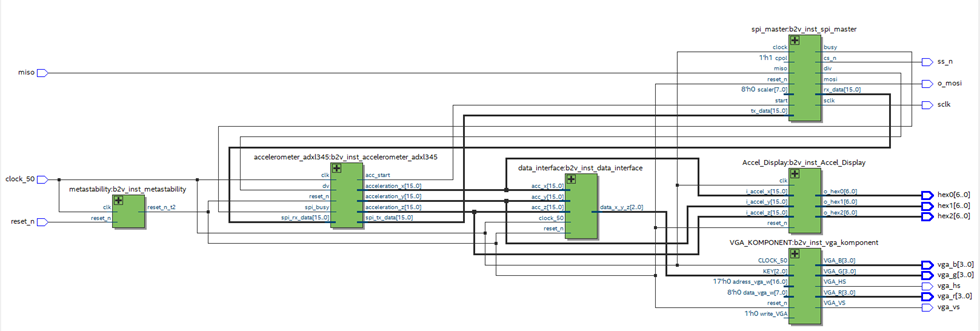 spi_master:b2v_inst_spi_master
clock
1'h1 cpol
miso
reset_n
8'h0 scaler[7..0]
start
tx_data[15..0]
busy
cs_n
div
mosi
rx_data[15..0]
sclk
miso
ss_n
o_mosi
sclk
accelerometer_adxl345:b2v_inst_accelerometer_adxl345
clk
dv
reset_n
spi_busy
spi_rx_data[15..0]
acc_start
acceleration_x[15..0]
acceleration_y[15..0]
acceleration_z[15..0]
spi_tx_data[15..0]
data_interface:b2v_inst_data_interface
acc_x[15..0]
acc_y[15..0]
acc_z[15..0]
clock_50
reset_n
data_x_y_z[2..0]
Accel_Display:b2v_inst_Accel_Display
clk
i_accel_x[15..0]
i_accel_y[15..0]
i_accel_z[15..0]
reset_n
o_hex0[6..0]
o_hex1[6..0]
o_hex2[6..0]
hex0[6..0]
hex1[6..0]
hex2[6..0]
clock_50
metastability:b2v_inst_metastability
clk
reset_n
reset_n_t2
reset_n
VGA_KOMPONENT:b2v_inst_vga_komponent
CLOCK_50
KEY[2..0]
17'h0 adress_vga_w[16..0]
8'h0 data_vga_w[7..0]
reset_n
1'h0 write_VGA
VGA_B[3..0]
VGA_G[3..0]
VGA_HS
VGA_R[3..0]
VGA_VS
vga_b[3..0]
vga_g[3..0]
vga_hs
vga_r[3..0]
vga_vs